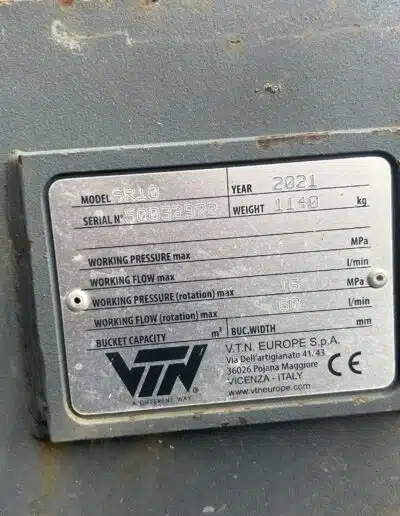 MODEL SR10 YEAR 2021
SERIAL N° WEIGHT 1140 kg
MPa
WORKING PRESSURE max l/min
WORKING FLOW max MPa
WORKING PRESSURE (rotation) max 16 l/min
WORKING FLOW (rotation) max 60 mm
BUCKET CAPACITY m³ BUC.WIDTH
VTN®
A DIFFERENT WAY
V.T.N. EUROPE S.p.A.
Via Dell'artigianato 41/43
36026 Pojana Maggiore
VICENZA - ITALY
www.vtneurope.com
CE